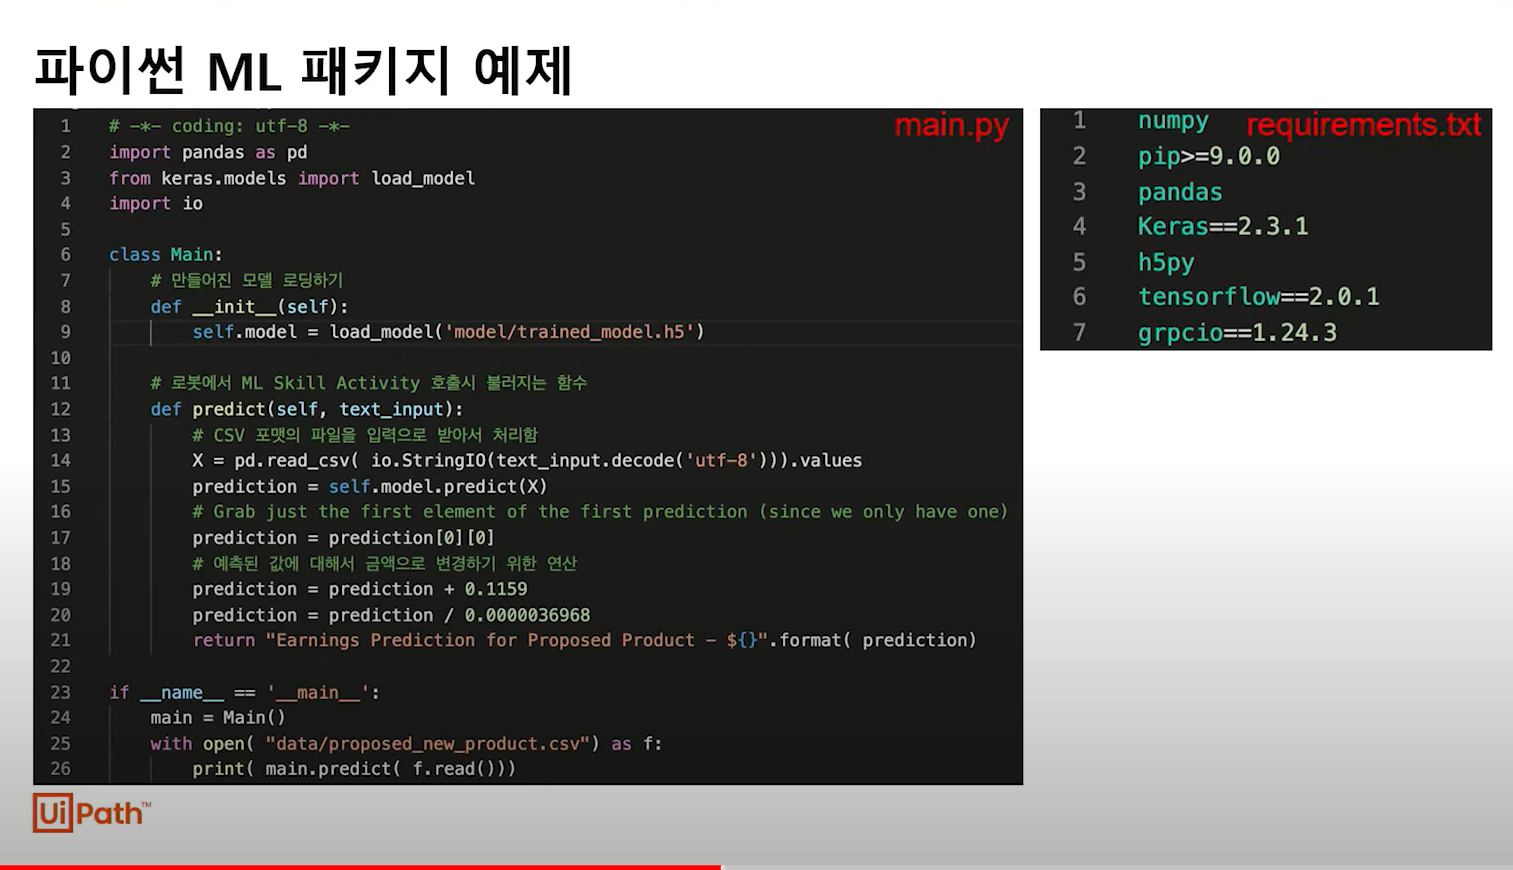 파이썬 ML 패키지 예제
main.py
1 # -*- coding: utf-8 -*-
2 import pandas as pd
3 from keras.models import load_model
4 import io
5
6 class Main:
7     # 만들어진 모델 로딩하기
8     def __init__(self):
9         self.model = load_model('model/trained_model.h5')
10
11     # 로봇에서 ML Skill Activity 호출시 불러지는 함수
12     def predict(self, text_input):
13         # CSV 포맷의 파일을 입력으로 받아서 처리함
14         X = pd.read_csv( io.StringIO(text_input.decode('utf-8'))).values
15         prediction = self.model.predict(X)
16         # Grab just the first element of the first prediction (since we only have one)
17         prediction = prediction[0][0]
18         # 예측된 값에 대해서 금액으로 변경하기 위한 연산
19         prediction = prediction + 0.1159
20         prediction = prediction / 0.0000036968
21         return "Earnings Prediction for Proposed Product - ${}".format( prediction)
22
23 if __name__ == '__main__':
24     main = Main()
25     with open( "data/proposed_new_product.csv") as f:
26         print( main.predict( f.read()))
requirements.txt
1 numpy
2 pip>=9.0.0
3 pandas
4 Keras==2.3.1
5 h5py
6 tensorflow==2.0.1
7 grpcio==1.24.3
UiPath™